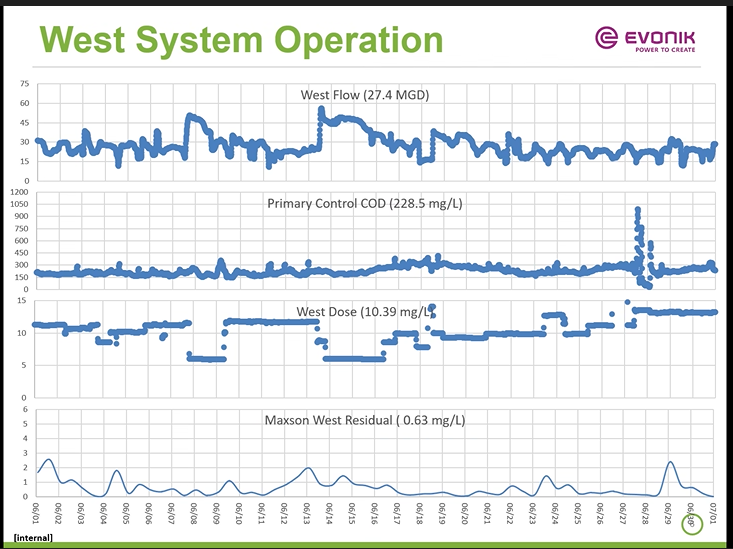 West System Operation
EVONIK
POWER TO CREATE
West Flow (27.4 MGD)
75
60
45
30
15
0
Primary Control COD (228.5 mg/L)
1200
1050
900
750
600
450
300
150
0
West Dose (10.39 mg/L)
15
10
5
0
Maxson West Residual ( 0.63 mg/L)
6
5
4
3
2
1
0
06/01 06/02 06/03 06/04 06/05 06/06 06/07 06/08 06/09 06/10 06/11 06/12 06/13 06/14 06/15 06/16 06/17 06/18 06/19 06/20 06/21 06/22 06/23 06/24 06/25 06/26 06/27 06/28 06/29 06/30 07/01
[internal]